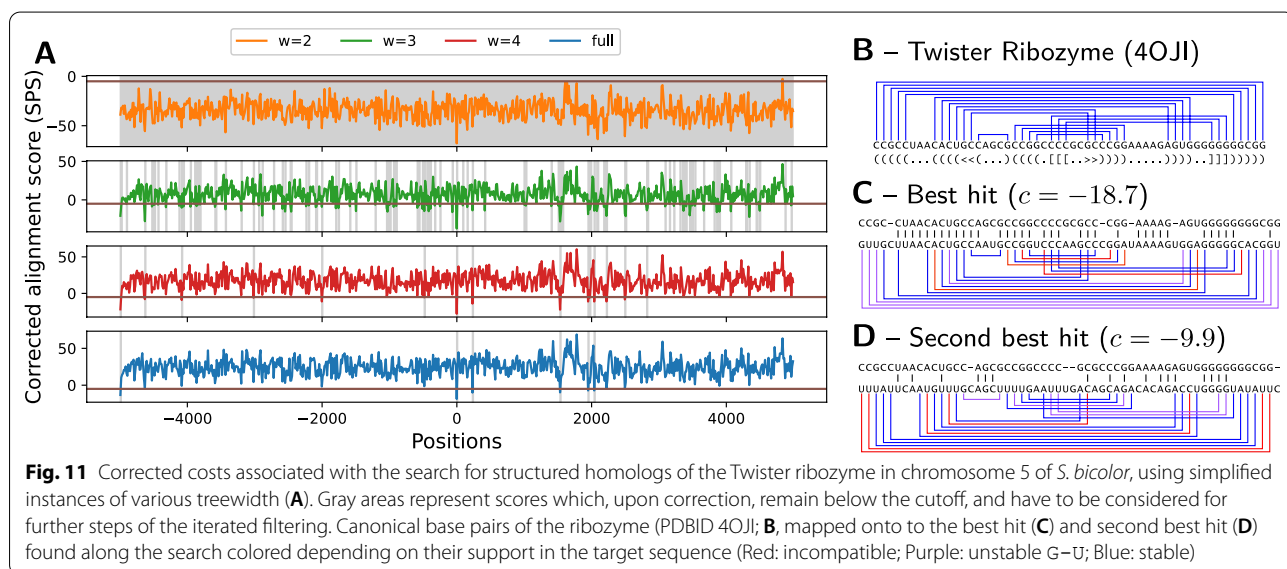 A
w=2 w=3 w=4 full
Corrected alignment score (SPS)
0
−50
50
0
50
0
50
0
−4000 −2000 0 2000 4000
Positions
B – Twister Ribozyme (4OJI)
CCGCCUAACACUGCCAGCGCCGGCCCCGCGCCCGGAAAAGAGUGGGGGGGGCGG
(((((...((((<<(...)((((.[[[..>>)))).....))))..]]])))))
C – Best hit (c = −18.7)
CCGC-CUAACACUGCCAGCGCCGGCCCCGCGCC-CGG-AAAAG-AGUGGGGGGGGCGG
GUUGCUUAACACUGCCAAUGCCGGUCCCAAGCCCGGAUAAAAGUGGAGGGGGCACGGU
D – Second best hit (c = −9.9)
CCGCCUAACACUGCC-AGCGCCGGCCCC--GCGCCCGGAAAAGAGUGGGGGGGGCGG-
UUUAUUCAAUGUUUGCAGCUUUUGAAUUUGACAGCAGACACAGACCUGGGGUAUAUUC
Fig. 11 Corrected costs associated with the search for structured homologs of the Twister ribozyme in chromosome 5 of S. bicolor, using simplified
instances of various treewidth (A). Gray areas represent scores which, upon correction, remain below the cutoff, and have to be considered for
further steps of the iterated filtering. Canonical base pairs of the ribozyme (PDBID 4OJI; B, mapped onto to the best hit (C) and second best hit (D)
found along the search colored depending on their support in the target sequence (Red: incompatible; Purple: unstable G–U; Blue: stable)